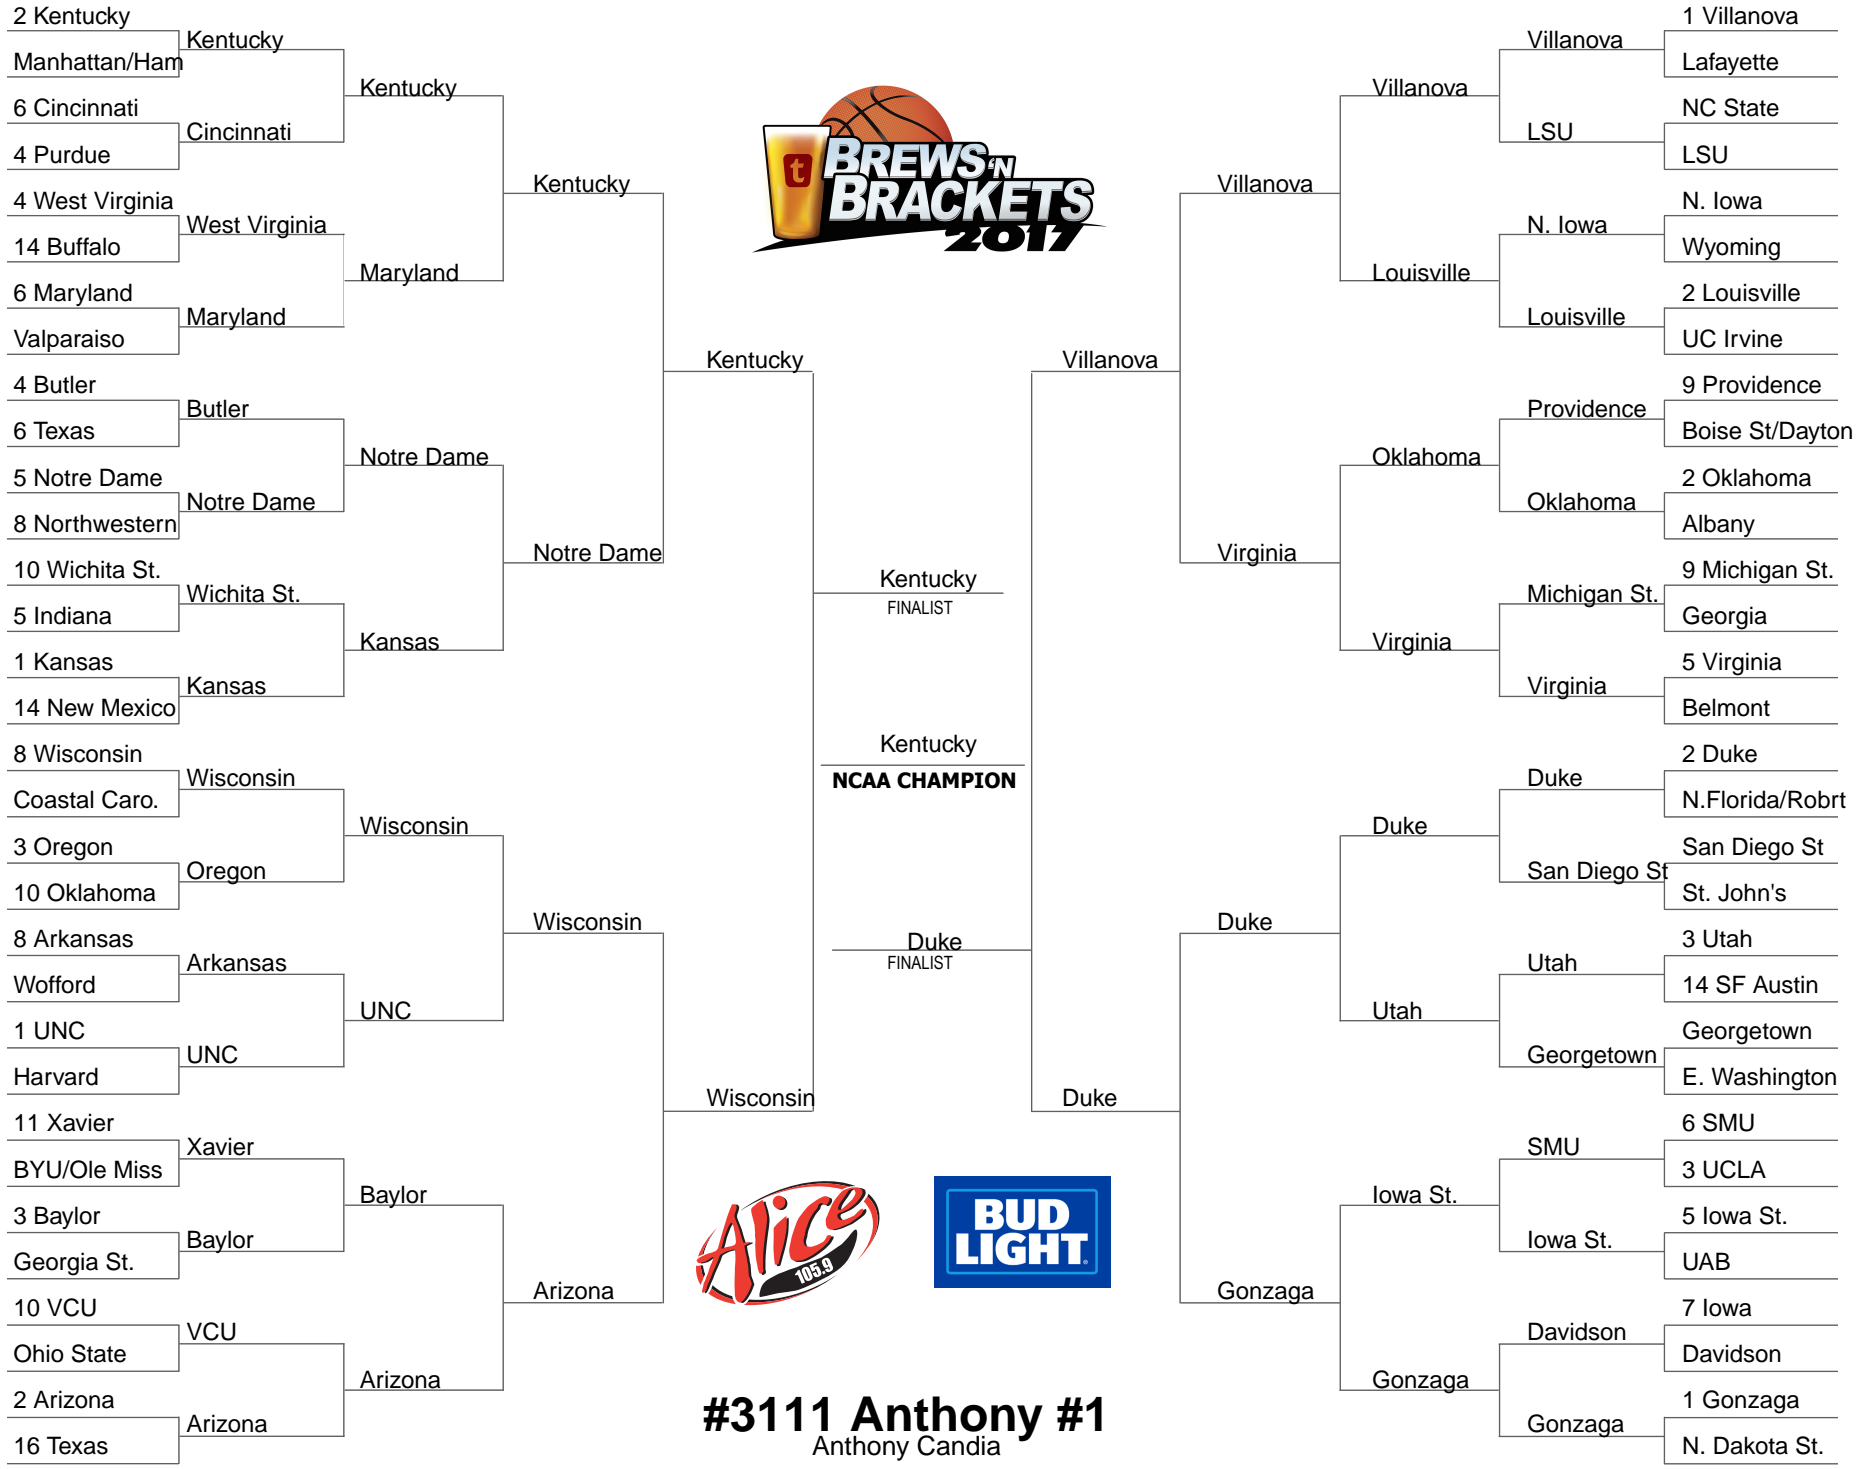 2 Kentucky
Manhattan/Ham
6 Cincinnati
4 Purdue
4 West Virginia
14 Buffalo
6 Maryland
Valparaiso
4 Butler
6 Texas
5 Notre Dame
8 Northwestern
10 Wichita St.
5 Indiana
1 Kansas
14 New Mexico
8 Wisconsin
Coastal Caro.
3 Oregon
10 Oklahoma
8 Arkansas
Wofford
1 UNC
Harvard
11 Xavier
BYU/Ole Miss
3 Baylor
Georgia St.
10 VCU
Ohio State
2 Arizona
16 Texas
Kentucky
Cincinnati
West Virginia
Maryland
Butler
Notre Dame
Wichita St.
Kansas
Wisconsin
Oregon
Arkansas
UNC
Xavier
Baylor
VCU
Arizona
Kentucky
Maryland
Notre Dame
Kansas
Wisconsin
UNC
Baylor
Arizona
Kentucky
Notre Dame
Wisconsin
Arizona
Kentucky
Wisconsin
t
BREWS 'N
BRACKETS
2017
Kentucky
FINALIST
Kentucky
NCAA CHAMPION
Duke
FINALIST
Alice
105.9
BUD
LIGHT
#3111 Anthony #1
Anthony Candia
Villanova
Duke
Villanova
Virginia
Duke
Gonzaga
Villanova
Louisville
Oklahoma
Virginia
Duke
Utah
Iowa St.
Gonzaga
Villanova
LSU
N. Iowa
Louisville
Providence
Oklahoma
Michigan St.
Virginia
Duke
San Diego St
Utah
Georgetown
SMU
Iowa St.
Davidson
Gonzaga
1 Villanova
Lafayette
NC State
LSU
N. Iowa
Wyoming
2 Louisville
UC Irvine
9 Providence
Boise St/Dayton
2 Oklahoma
Albany
9 Michigan St.
Georgia
5 Virginia
Belmont
2 Duke
N.Florida/Robrt
San Diego St
St. John's
3 Utah
14 SF Austin
Georgetown
E. Washington
6 SMU
3 UCLA
5 Iowa St.
UAB
7 Iowa
Davidson
1 Gonzaga
N. Dakota St.